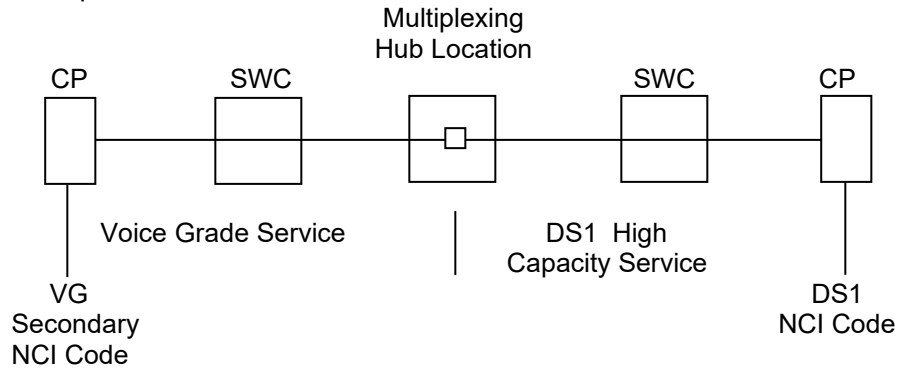 Multiplexing
Hub Location
CP
SWC
SWC
CP
Voice Grade Service
DS1 High
Capacity Service
VG
Secondary
NCI Code
DS1
NCI Code